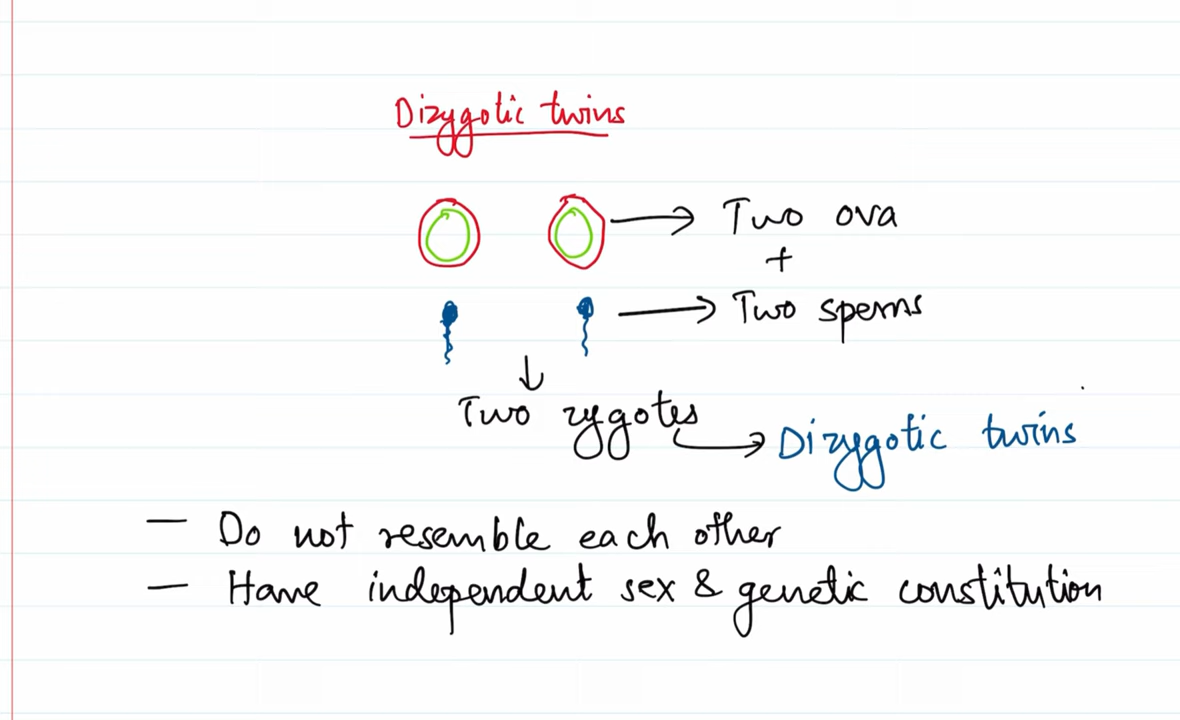 Dizygotic twins
Two ova
+
Two sperms
Two zygotes
Dizygotic twins
— Do not resemble each other
— Have independent sex & genetic constitution